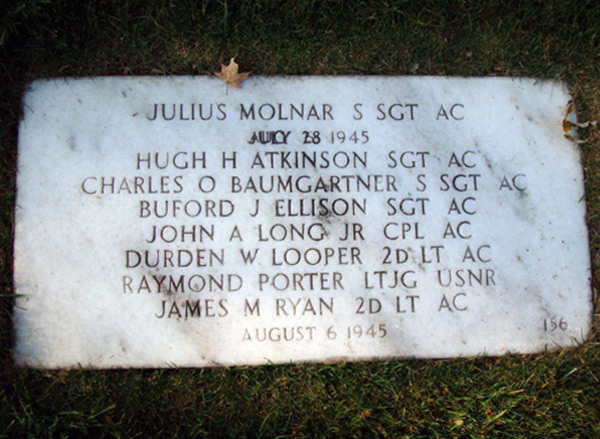 JULIUS MOLNAR S SGT AC
JULY 28 1945
HUGH H ATKINSON SGT AC
CHARLES O BAUMGARTNER S SGT AC
BUFORD J ELLISON SGT AC
JOHN A LONG JR CPL AC
DURDEN W LOOPER 2D LT AC
RAYMOND PORTER LTJG USNR
JAMES M RYAN 2D LT AC
AUGUST 6 1945
156